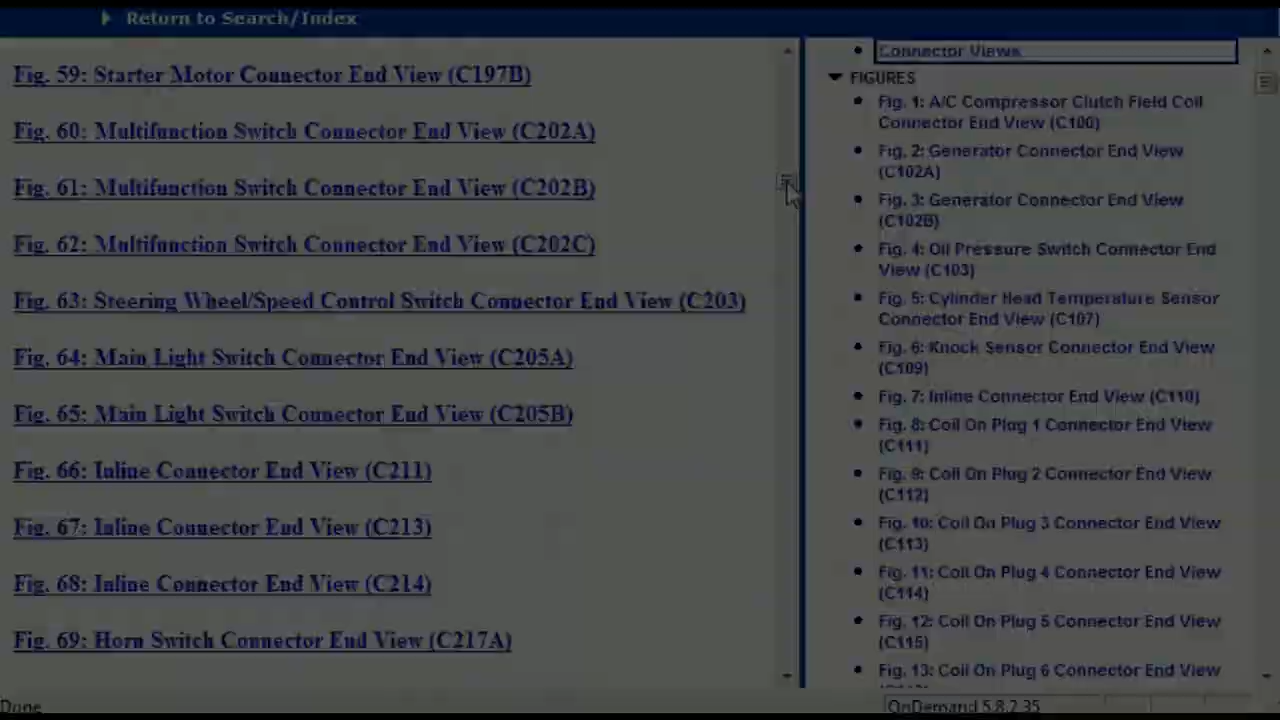 Return to Search/Index
Fig. 59: Starter Motor Connector End View (C197B)
Fig. 60: Multifunction Switch Connector End View (C202A)
Fig. 61: Multifunction Switch Connector End View (C202B)
Fig. 62: Multifunction Switch Connector End View (C202C)
Fig. 63: Steering Wheel/Speed Control Switch Connector End View (C203)
Fig. 64: Main Light Switch Connector End View (C205A)
Fig. 65: Main Light Switch Connector End View (C205B)
Fig. 66: Inline Connector End View (C211)
Fig. 67: Inline Connector End View (C213)
Fig. 68: Inline Connector End View (C214)
Fig. 69: Horn Switch Connector End View (C217A)
Connector Views
FIGURES
Fig. 1: A/C Compressor Clutch Field Coil
Connector End View (C100)
Fig. 2: Generator Connector End View
(C102A)
Fig. 3: Generator Connector End View
(C102B)
Fig. 4: Oil Pressure Switch Connector End
View (C103)
Fig. 5: Cylinder Head Temperature Sensor
Connector End View (C107)
Fig. 6: Knock Sensor Connector End View
(C109)
Fig. 7: Inline Connector End View (C110)
Fig. 8: Coil On Plug 1 Connector End View
(C111)
Fig. 9: Coil On Plug 2 Connector End View
(C112)
Fig. 10: Coil On Plug 3 Connector End View
(C113)
Fig. 11: Coil On Plug 4 Connector End View
(C114)
Fig. 12: Coil On Plug 5 Connector End View
(C115)
Fig. 13: Coil On Plug 6 Connector End View
Done
OnDemand 5.8.2.35